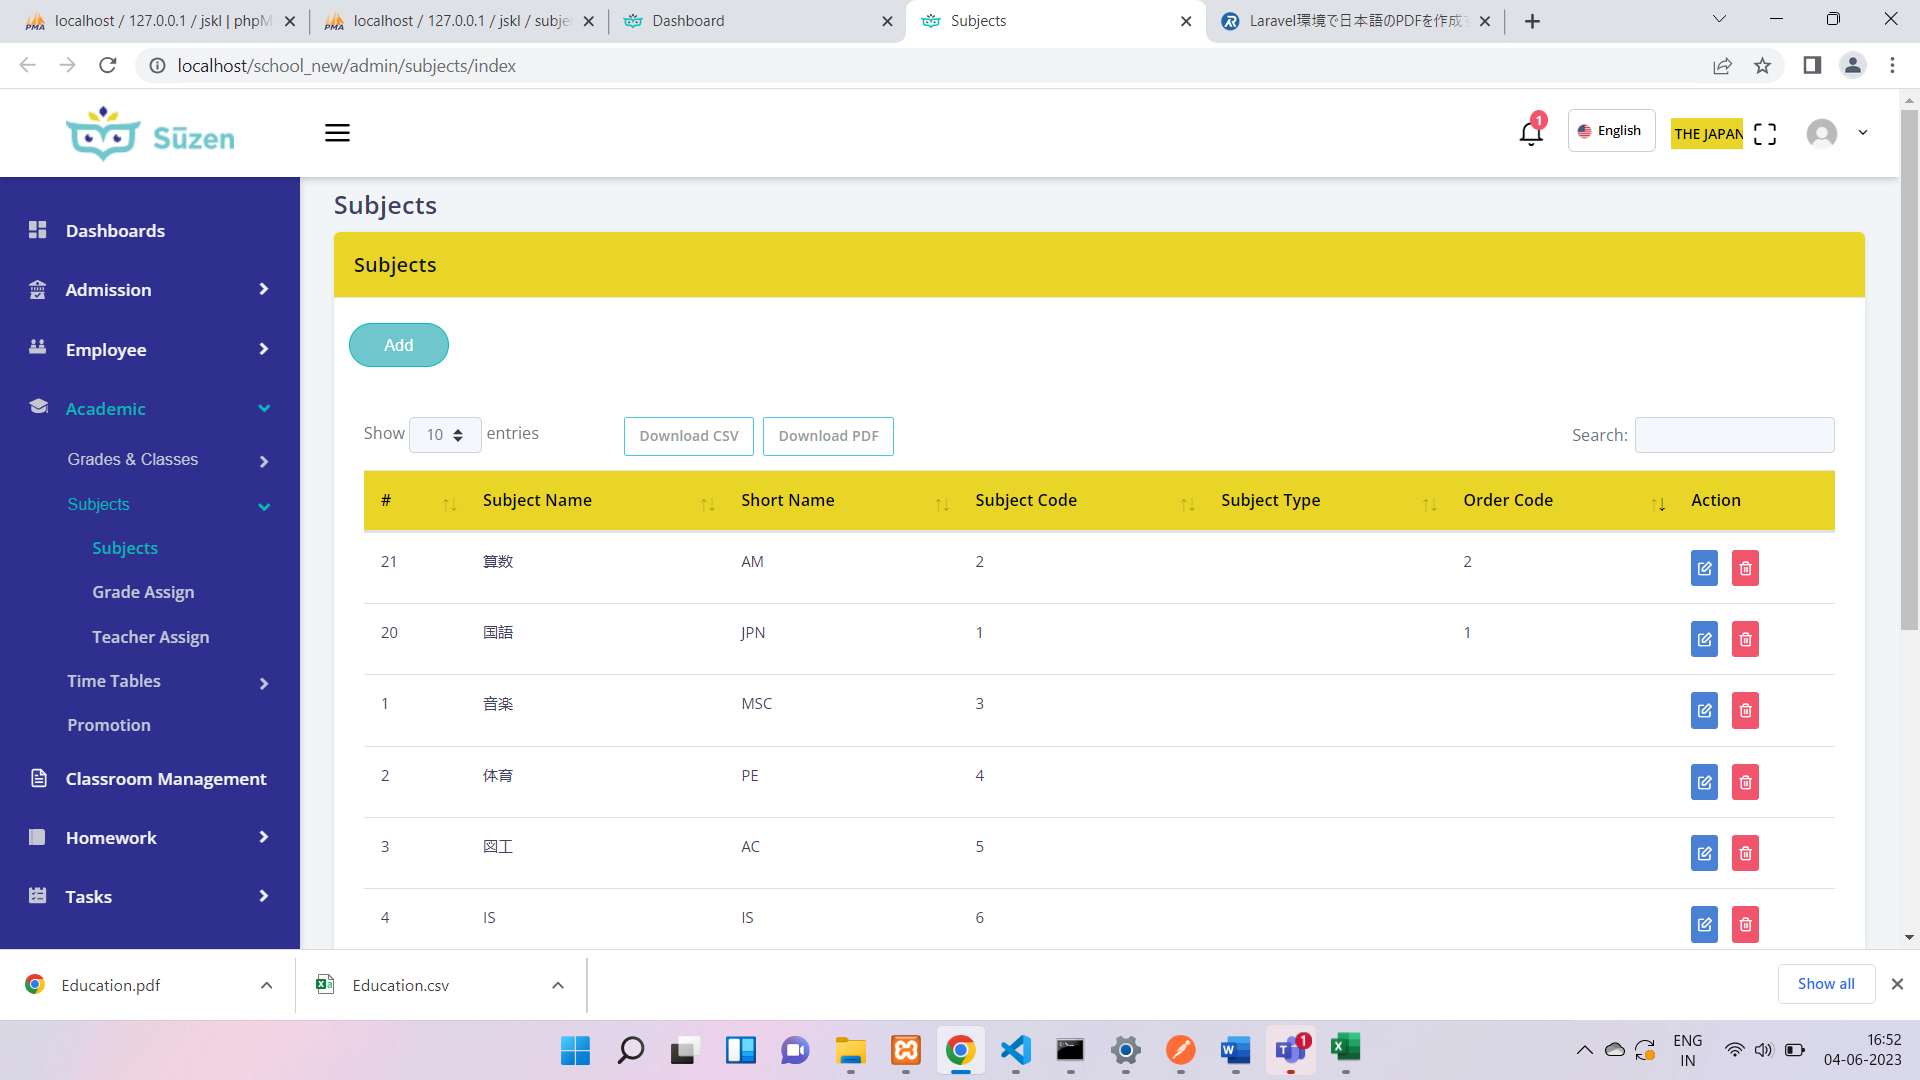 localhost / 127.0.0.1 / jskl | phpM
localhost / 127.0.0.1 / jskl / subje
Dashboard
Subjects
Laravel環境で日本語のPDFを作成す
localhost/school_new/admin/subjects/index
Sūzen
1
English
THE JAPAN
Dashboards
Admission
Employee
Academic
Grades & Classes
Subjects
Subjects
Grade Assign
Teacher Assign
Time Tables
Promotion
Classroom Management
Homework
Tasks
Subjects
Subjects
Add
Show 10 entries
Download CSV
Download PDF
Search:
# Subject Name Short Name Subject Code Subject Type Order Code Action
21 算数 AM 2 2
20 国語 JPN 1 1
1 音楽 MSC 3
2 体育 PE 4
3 図工 AC 5
4 IS IS 6
Education.pdf
Education.csv
Show all
1
ENG
IN
16:52
04-06-2023